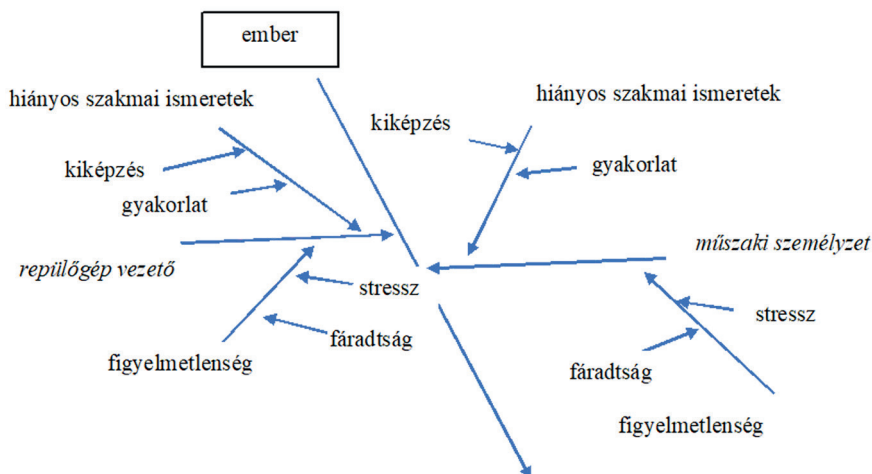 ember
hiányos szakmai ismeretek
kiképzés
gyakorlat
repülőgép vezető
stressz
fáradtság
figyelmetlenség
hiányos szakmai ismeretek
kiképzés
gyakorlat
műszaki személyzet
stressz
fáradtság
figyelmetlenség